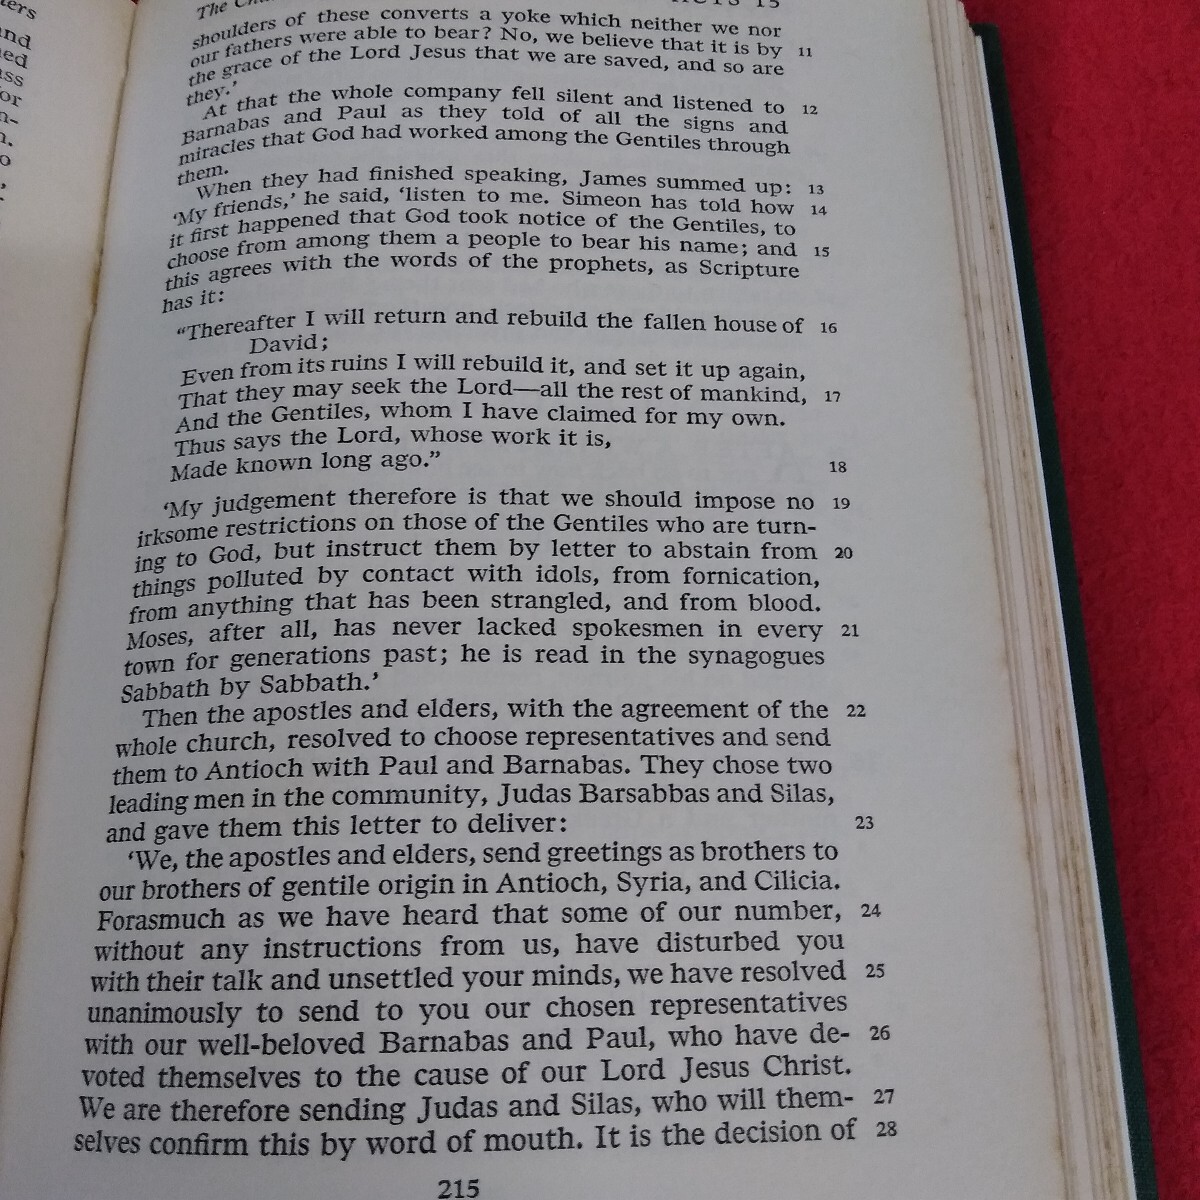 ters
The
ACTS 15
shoulders of these converts a yoke which neither we nor
our fathers were able to bear? No, we believe that it is by 11
the grace of the Lord Jesus that we are saved, and so are
they.'
At that the whole company fell silent and listened to 12
Barnabas and Paul as they told of all the signs and
miracles that God had worked among the Gentiles through
them.
When they had finished speaking, James summed up: 13
'My friends,' he said, 'listen to me. Simeon has told how 14
it first happened that God took notice of the Gentiles, to
choose from among them a people to bear his name; and 15
this agrees with the words of the prophets, as Scripture
has it:
"Thereafter I will return and rebuild the fallen house of 16
David;
Even from its ruins I will rebuild it, and set it up again,
That they may seek the Lord—all the rest of mankind, 17
And the Gentiles, whom I have claimed for my own.
Thus says the Lord, whose work it is,
Made known long ago." 18
'My judgement therefore is that we should impose no 19
irksome restrictions on those of the Gentiles who are turn-
ing to God, but instruct them by letter to abstain from 20
things polluted by contact with idols, from fornication,
from anything that has been strangled, and from blood.
Moses, after all, has never lacked spokesmen in every 21
town for generations past; he is read in the synagogues
Sabbath by Sabbath.'
Then the apostles and elders, with the agreement of the 22
whole church, resolved to choose representatives and send
them to Antioch with Paul and Barnabas. They chose two
leading men in the community, Judas Barsabbas and Silas,
and gave them this letter to deliver: 23
'We, the apostles and elders, send greetings as brothers to
our brothers of gentile origin in Antioch, Syria, and Cilicia.
Forasmuch as we have heard that some of our number, 24
without any instructions from us, have disturbed you
with their talk and unsettled your minds, we have resolved 25
unanimously to send to you our chosen representatives
with our well-beloved Barnabas and Paul, who have de- 26
voted themselves to the cause of our Lord Jesus Christ.
We are therefore sending Judas and Silas, who will them- 27
selves confirm this by word of mouth. It is the decision of 28
215